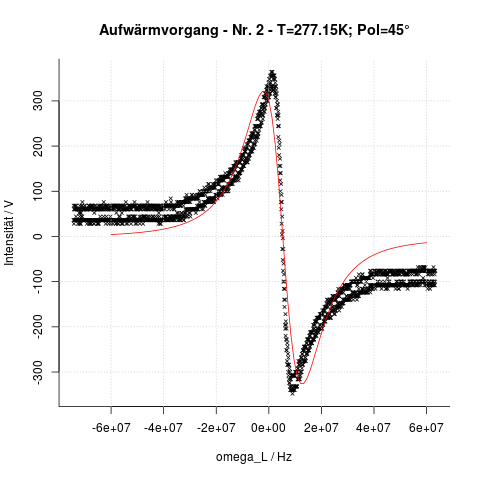 Aufwärmvorgang - Nr. 2 - T=277.15K; Pol=45°
Intensität / V
300
200
100
0
-100
-200
-300
-6e+07 -4e+07 -2e+07 0e+00 2e+07 4e+07 6e+07
omega_L / Hz